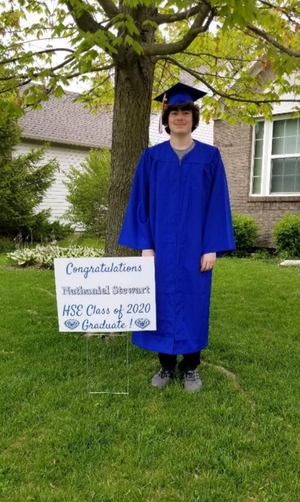 Congratulations
Nathaniel Stewart
HSE Class of 2020
Graduate !